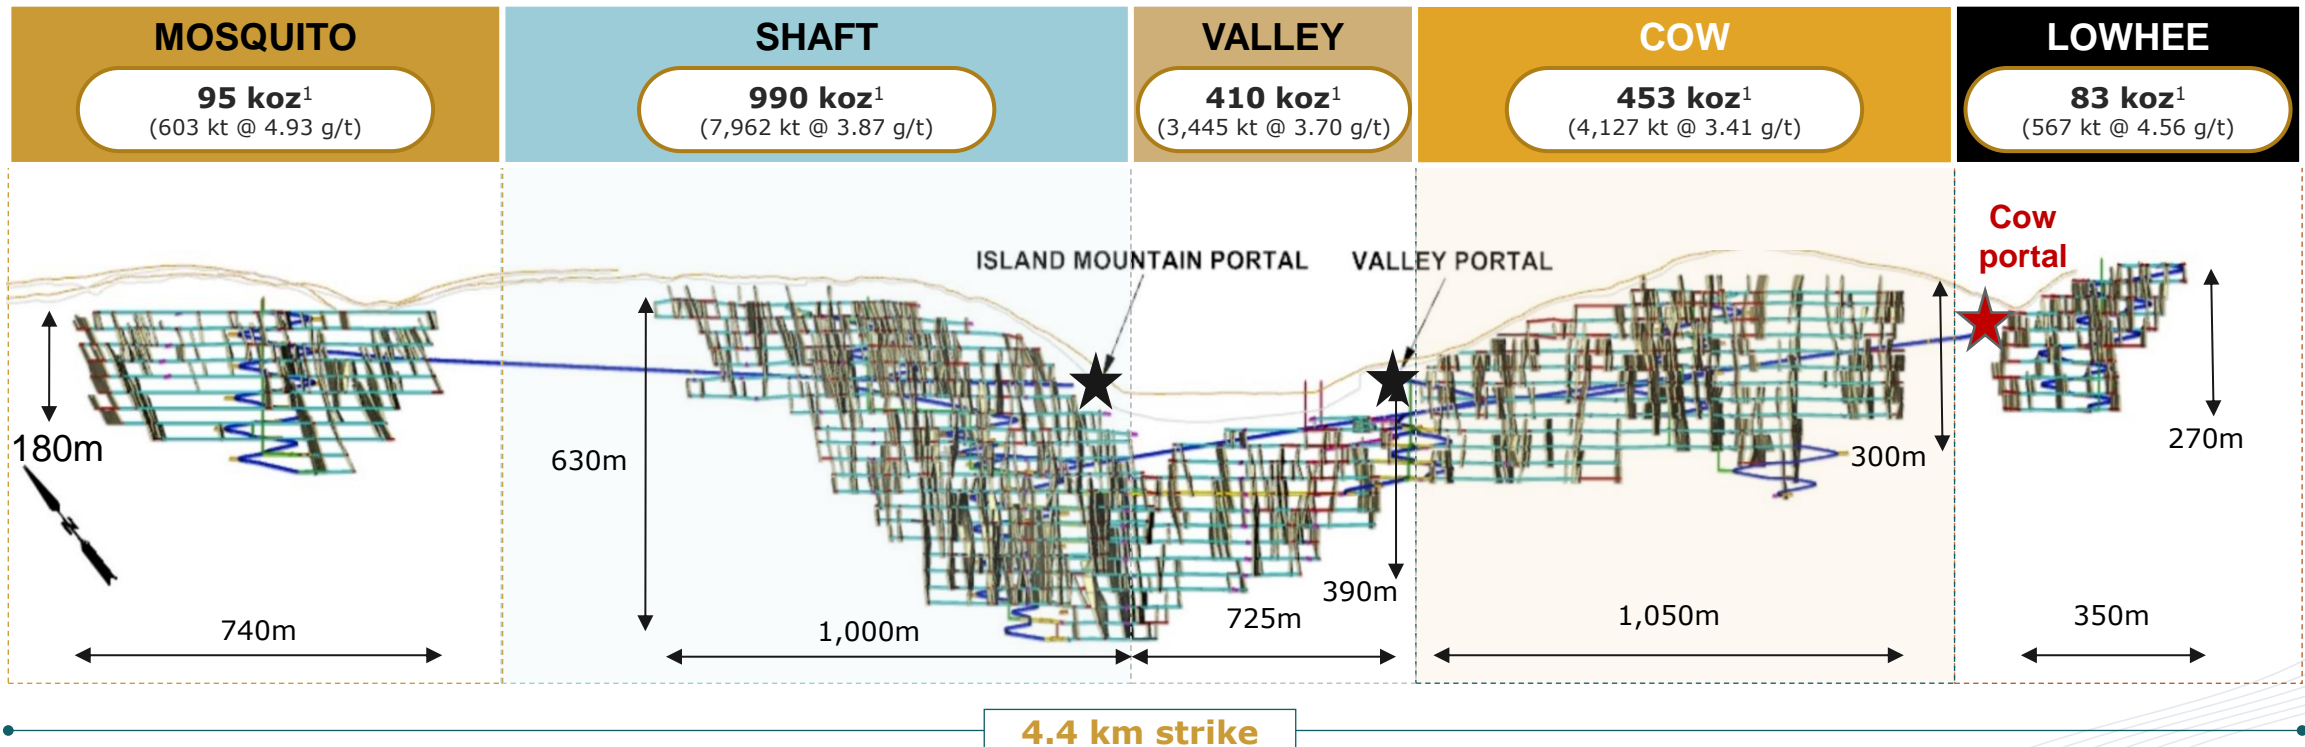 MOSQUITO
95 koz¹
(603 kt @ 4.93 g/t)
SHAFT
990 koz¹
(7,962 kt @ 3.87 g/t)
VALLEY
410 koz¹
(3,445 kt @ 3.70 g/t)
COW
453 koz¹
(4,127 kt @ 3.41 g/t)
LOWHEE
83 koz¹
(567 kt @ 4.56 g/t)
Cow
portal
ISLAND MOUNTAIN PORTAL
VALLEY PORTAL
180m
630m
390m
300m
270m
N
740m
1,000m
725m
1,050m
350m
4.4 km strike